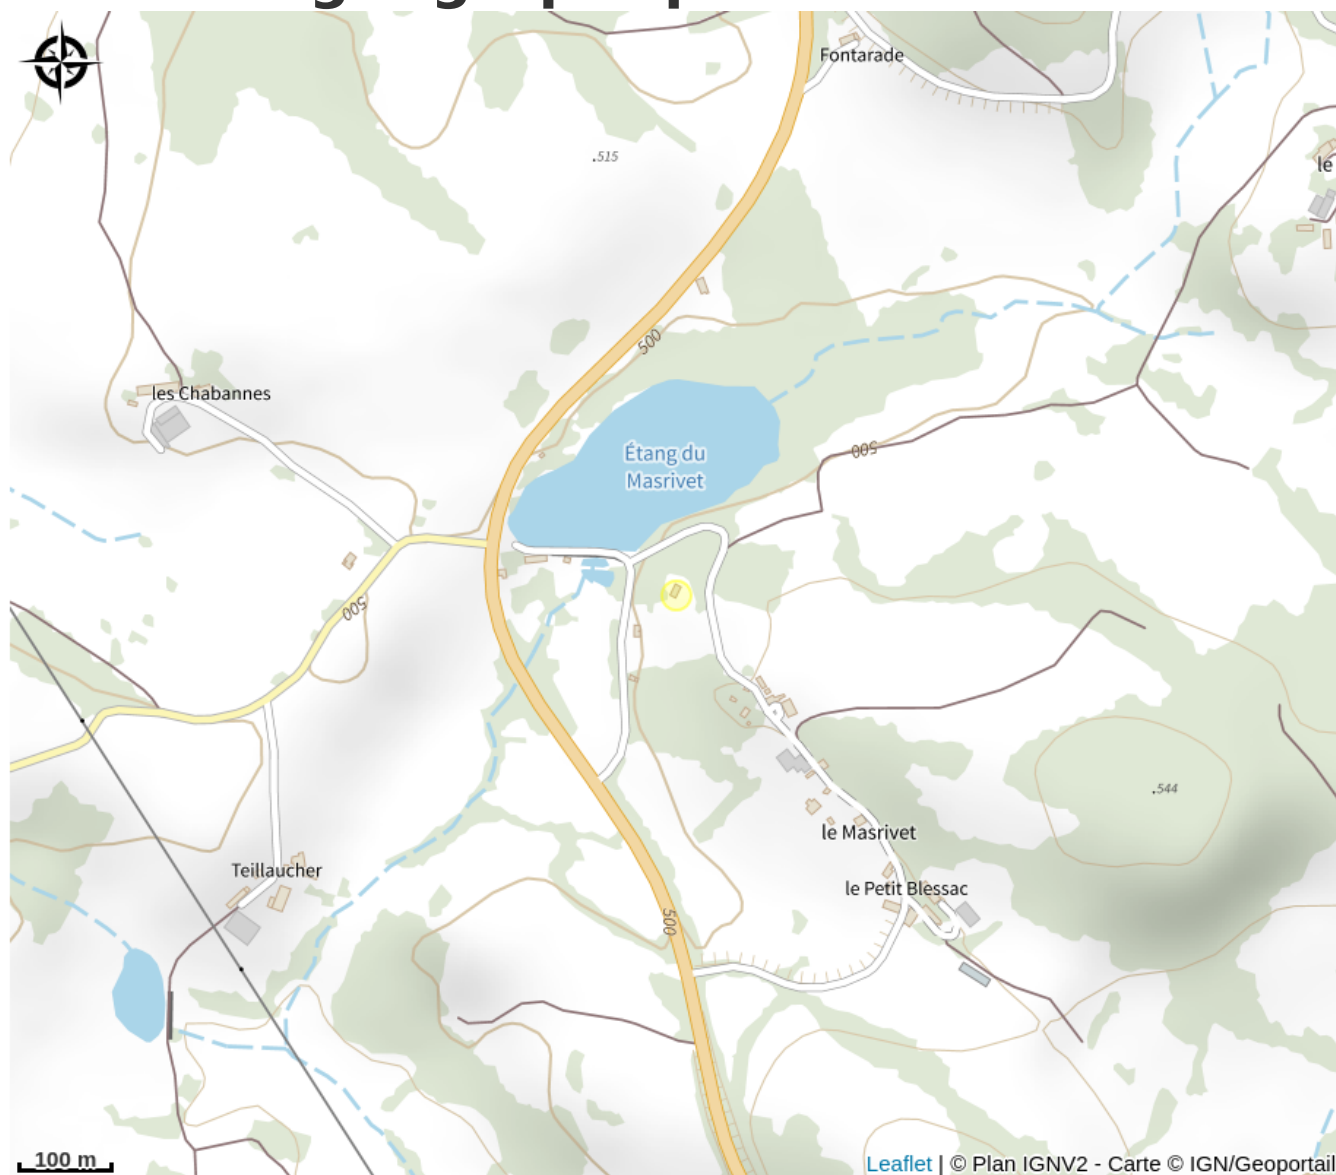 Fontarade
.515
le
500
les Chabannes
Étang du
Masrivet
500
500
.544
le Masrivet
Teillaucher
le Petit Blessac
500
100 m
Leaflet | © Plan IGNV2 - Carte © IGN/Geoportail